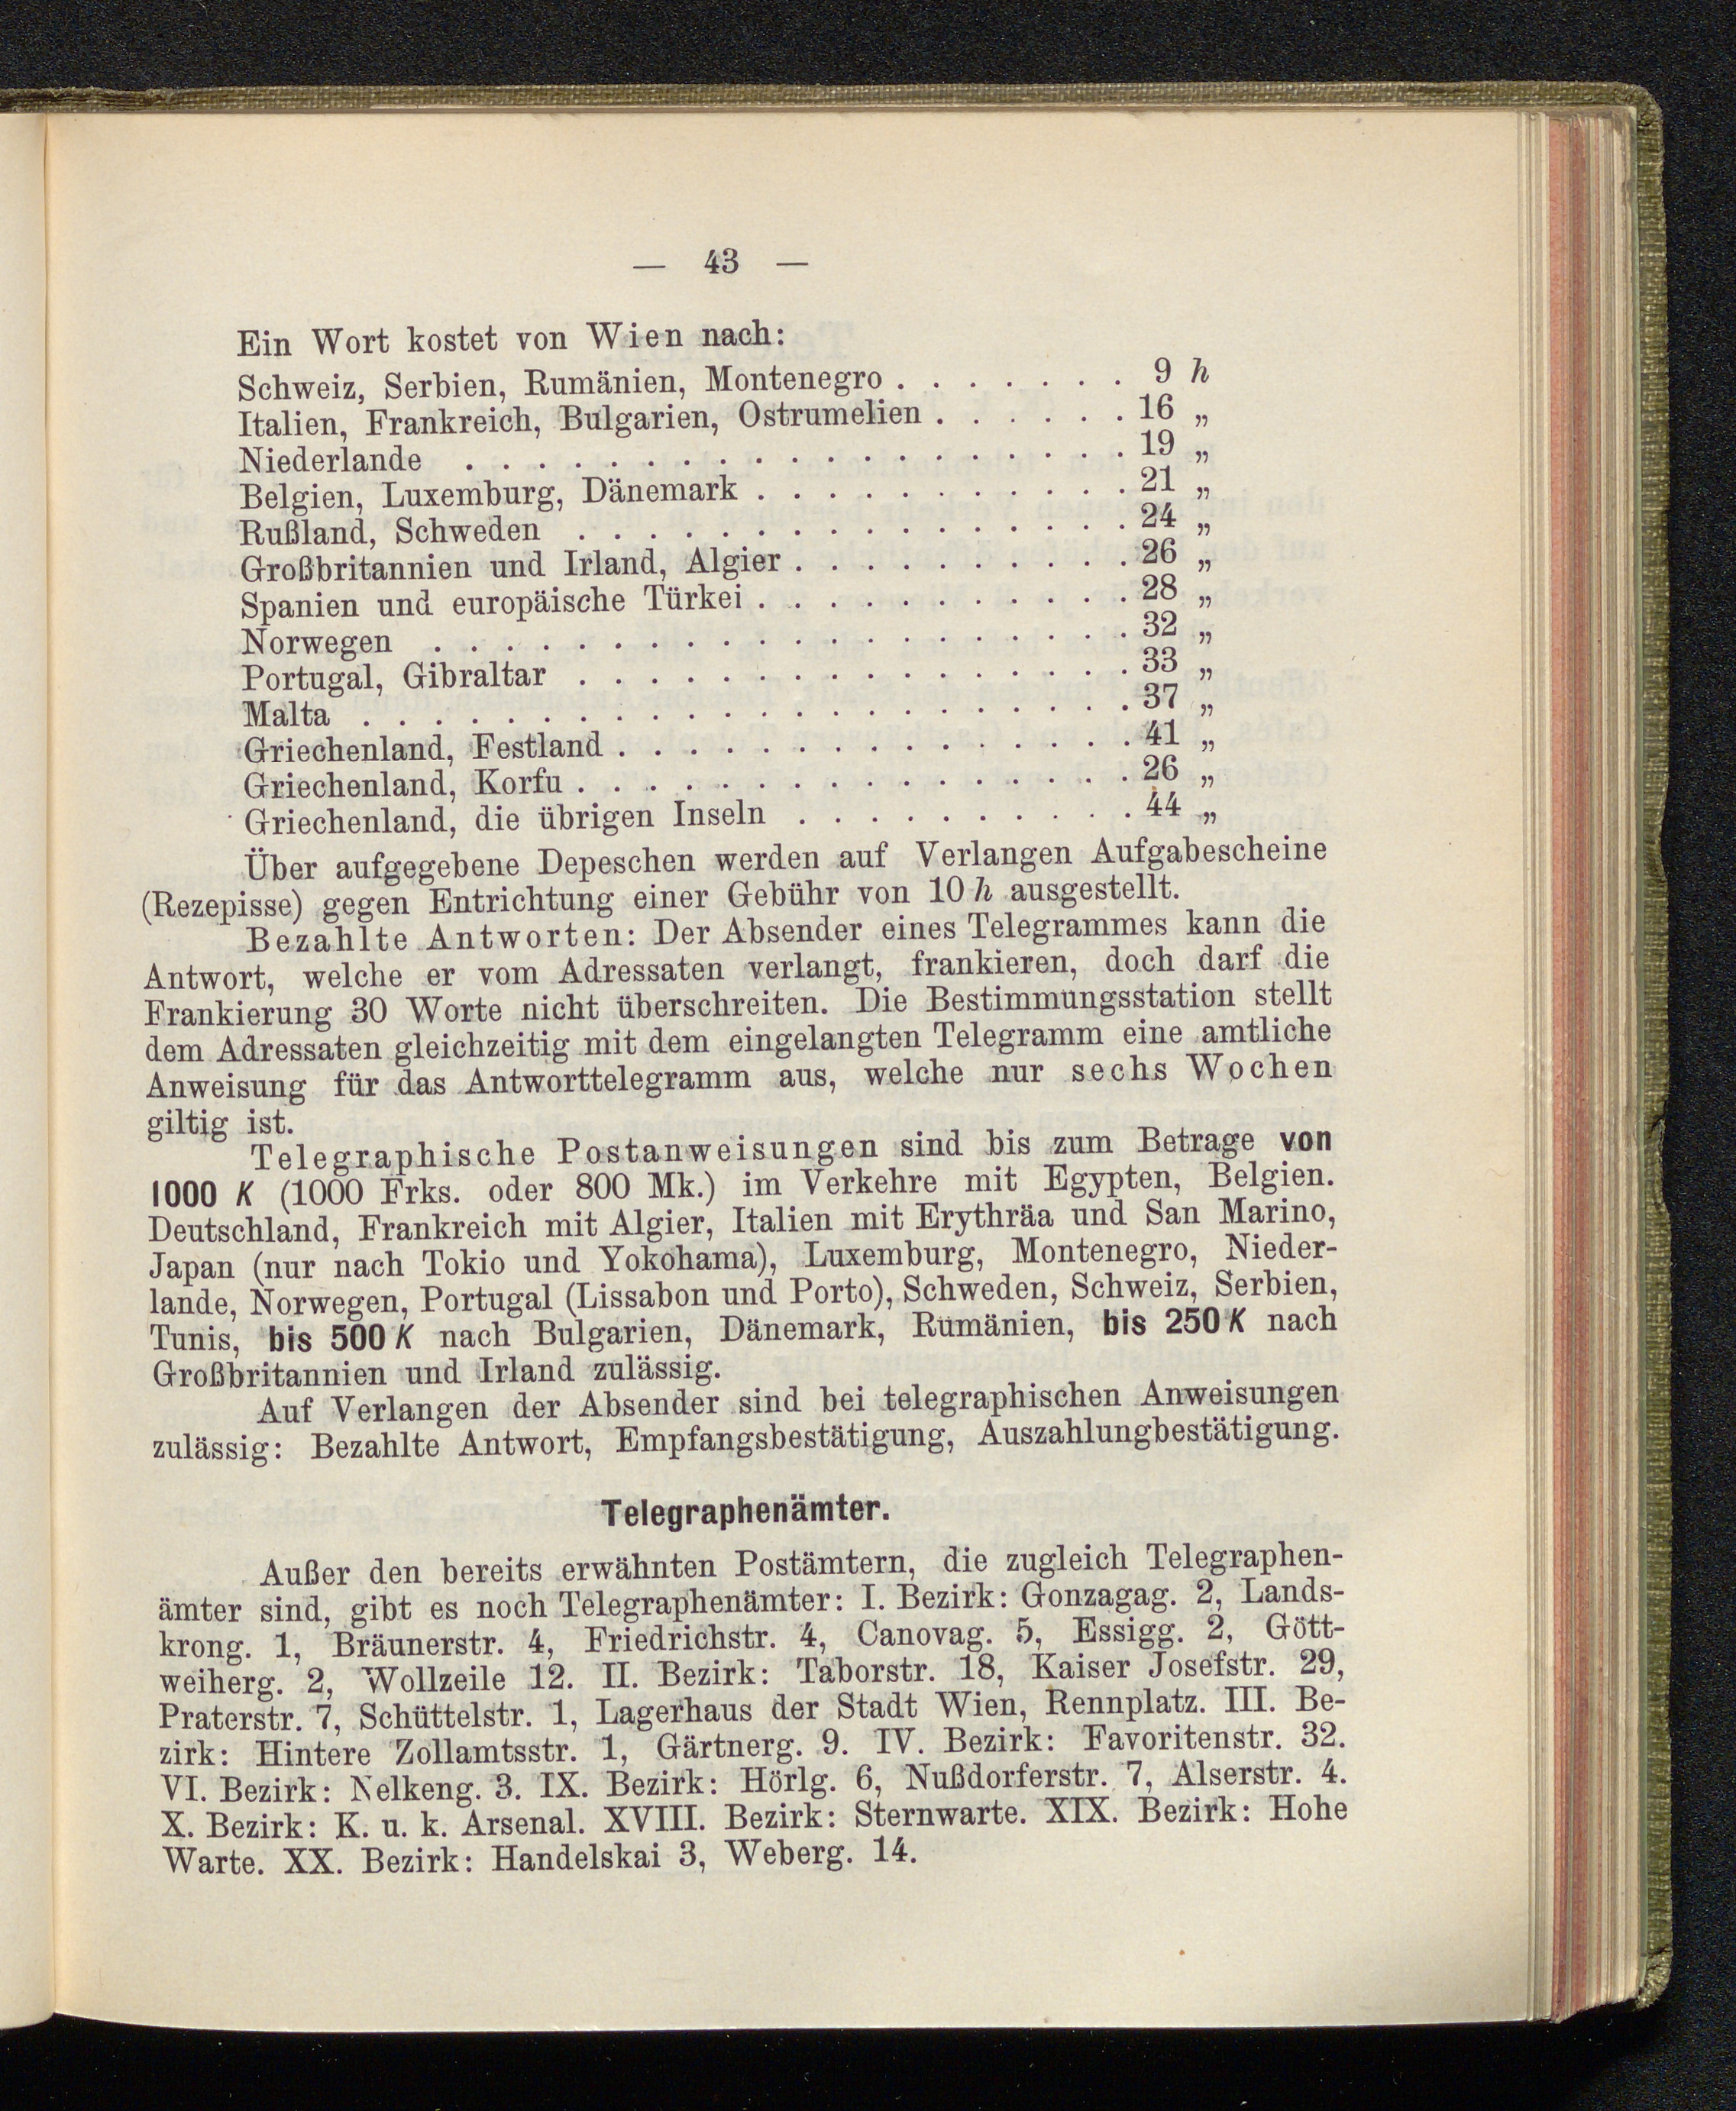 — 43 —
Ein Wort kostet von Wien nach:
Schweiz, Serbien, Rumänien, Montenegro . . . . . . . 9 h
Italien, Frankreich, Bulgarien, Ostrumelien . . . . . . 16 „
Niederlande . . . . . . . . . . . . . . . . . . . 19 „
Belgien, Luxemburg, Dänemark . . . . . . . . . . . 21 „
Rußland, Schweden . . . . . . . . . . . . . . . . 24 „
Großbritannien und Irland, Algier . . . . . . . . . . 26 „
Spanien und europäische Türkei . . . . . . . . . . . 28 „
Norwegen . . . . . . . . . . . . . . . . . . . . 32 „
Portugal, Gibraltar . . . . . . . . . . . . . . . . 33 „
Malta . . . . . . . . . . . . . . . . . . . . . . 37 „
Griechenland, Festland . . . . . . . . . . . . . . . 41 „
Griechenland, Korfu . . . . . . . . . . . . . . . . 26 „
Griechenland, die übrigen Inseln . . . . . . . . . . 44 „
Über aufgegebene Depeschen werden auf Verlangen Aufgabescheine
(Rezepisse) gegen Entrichtung einer Gebühr von 10 h ausgestellt.
Bezahlte Antworten: Der Absender eines Telegrammes kann die
Antwort, welche er vom Adressaten verlangt, frankieren, doch darf die
Frankierung 30 Worte nicht überschreiten. Die Bestimmungsstation stellt
dem Adressaten gleichzeitig mit dem eingelangten Telegramm eine amtliche
Anweisung für das Antworttelegramm aus, welche nur sechs Wochen
giltig ist.
Telegraphische Postanweisungen sind bis zum Betrage von
1000 K (1000 Frks. oder 800 Mk.) im Verkehre mit Egypten, Belgien.
Deutschland, Frankreich mit Algier, Italien mit Erythräa und San Marino,
Japan (nur nach Tokio und Yokohama), Luxemburg, Montenegro, Nieder-
lande, Norwegen, Portugal (Lissabon und Porto), Schweden, Schweiz, Serbien,
Tunis, bis 500 K nach Bulgarien, Dänemark, Rumänien, bis 250 K nach
Großbritannien und Irland zulässig.
Auf Verlangen der Absender sind bei telegraphischen Anweisungen
zulässig: Bezahlte Antwort, Empfangsbestätigung, Auszahlungbestätigung.
Telegraphenämter.
Außer den bereits erwähnten Postämtern, die zugleich Telegraphen-
ämter sind, gibt es noch Telegraphenämter: I. Bezirk: Gonzagag. 2, Lands-
krong. 1, Bräunerstr. 4, Friedrichstr. 4, Canovag. 5, Essigg. 2, Gött-
weiherg. 2, Wollzeile 12. II. Bezirk: Taborstr. 18, Kaiser Josefstr. 29,
Praterstr. 7, Schüttelstr. 1, Lagerhaus der Stadt Wien, Rennplatz. III. Be-
zirk: Hintere Zollamtsstr. 1, Gärtnerg. 9. IV. Bezirk: Favoritenstr. 32.
VI. Bezirk: Nelkeng. 3. IX. Bezirk: Hörlg. 6, Nußdorferstr. 7, Alserstr. 4.
X. Bezirk: K. u. k. Arsenal. XVIII. Bezirk: Sternwarte. XIX. Bezirk: Hohe
Warte. XX. Bezirk: Handelskai 3, Weberg. 14.